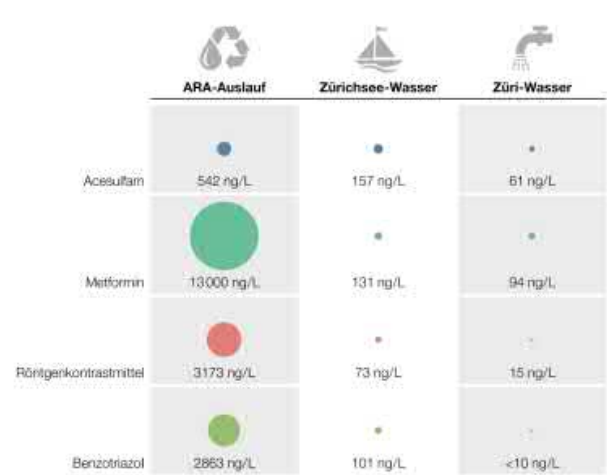 ARA-Auslauf Zürichsee-Wasser Züri-Wasser
Acesulfam 542 ng/L 157 ng/L 61 ng/L
Metformin 13000 ng/L 131 ng/L 94 ng/L
Röntgenkontrastmittel 3173 ng/L 73 ng/L 15 ng/L
Benzotriazol 2863 ng/L 101 ng/L <10 ng/L